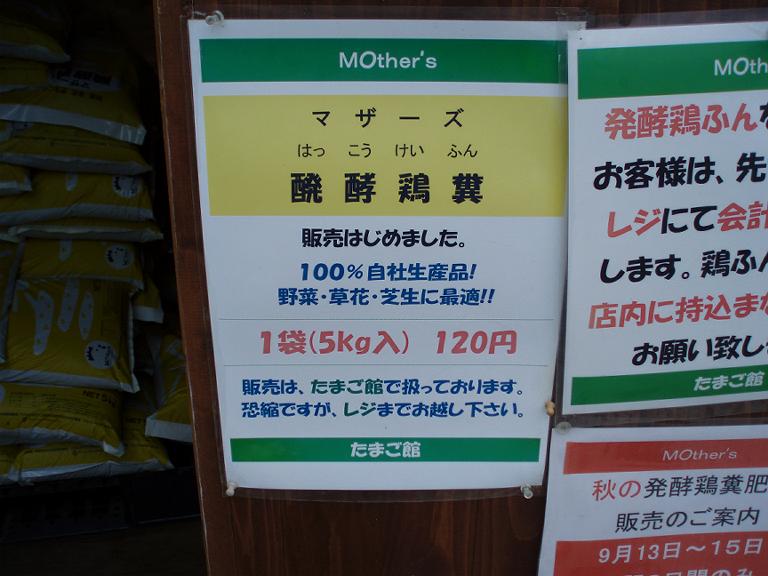 MOther's
マザーズ
はっ こう けい ふん
醗酵鶏糞
販売はじめました。
100%自社生産品!
野菜・草花・芝生に最適!!
1袋(5kg入) 120円
販売は、たまご館で扱っております。
恐縮ですが、レジまでお越し下さい。
たまご館
MOth
発酵鶏ふん
お客様は、先
レジにて会計
します。鶏ふん
店内に持込ま
お願い致し
たまご館
MOther's
秋の発酵鶏糞肥
販売のご案内
9月13日~15日
NET 5